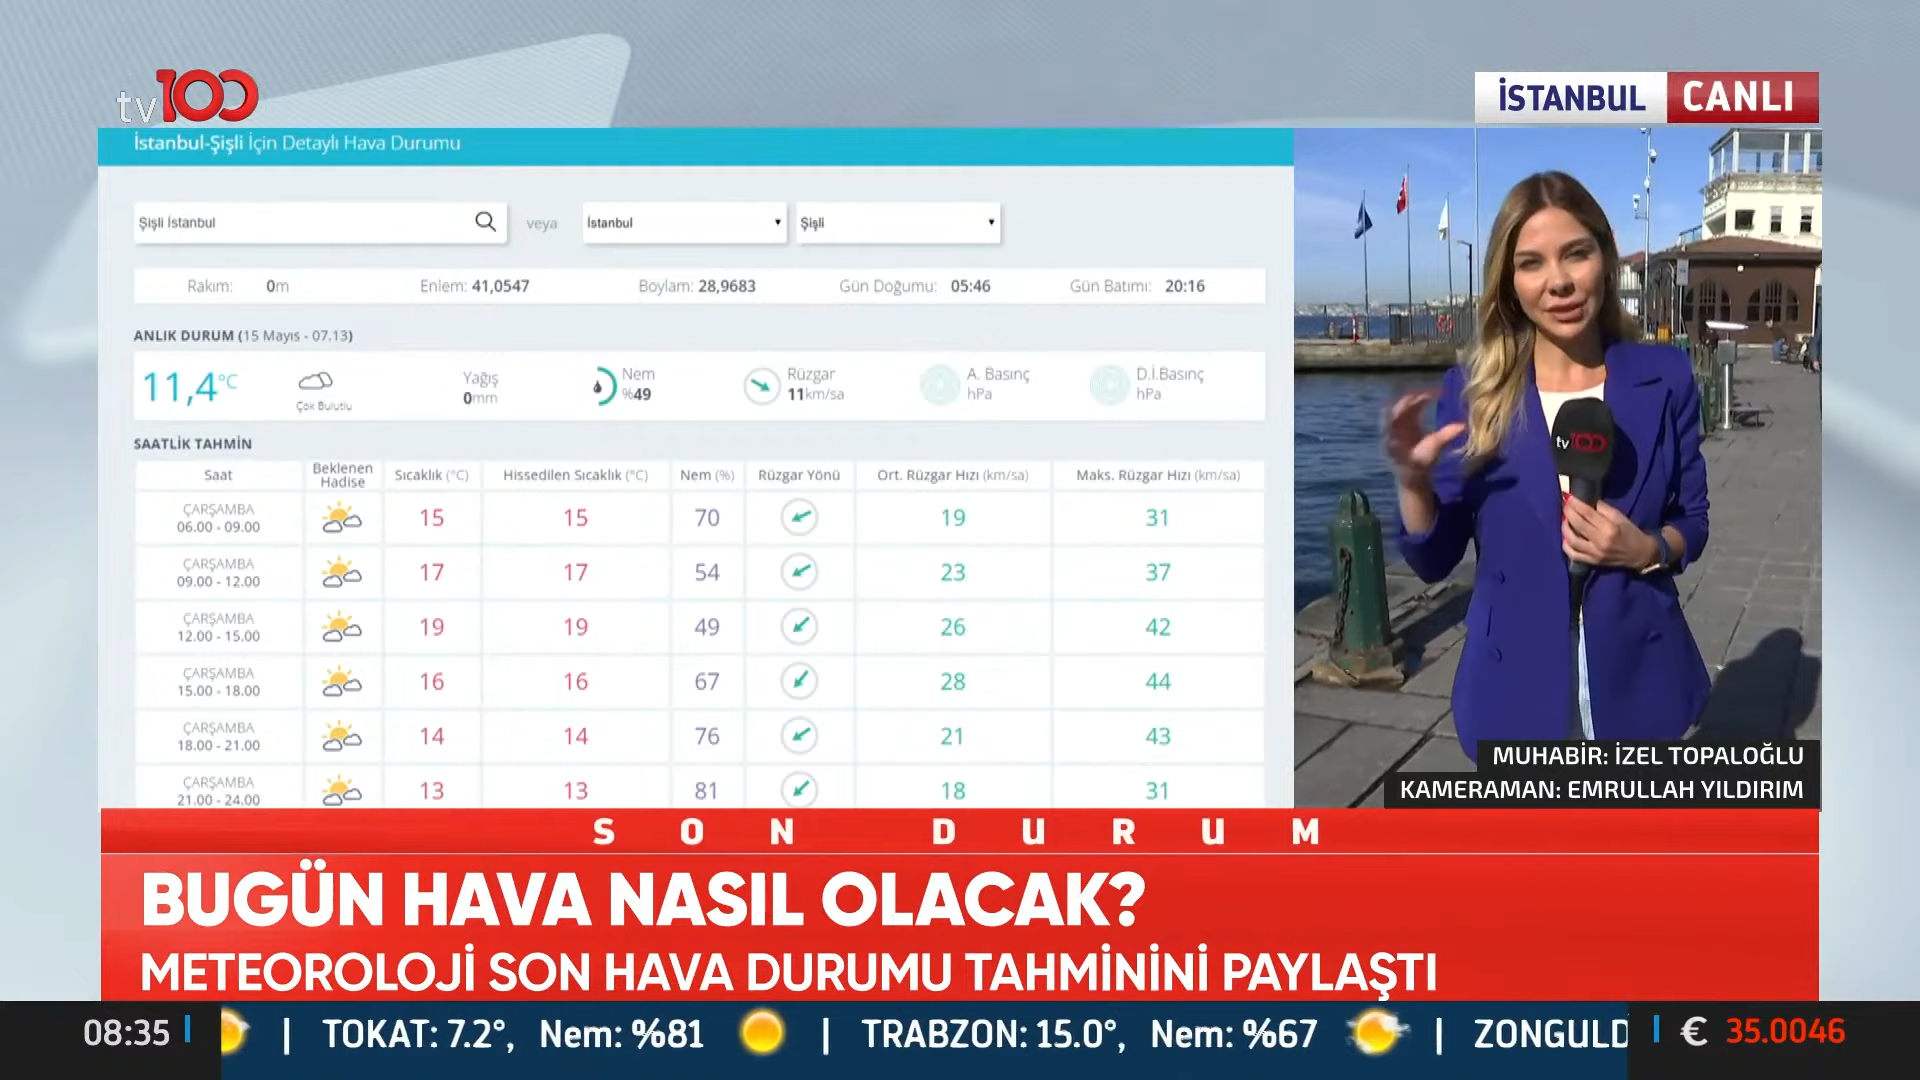 tv100
İSTANBUL CANLI
İstanbul-Şişli İçin Detaylı Hava Durumu
Şişli İstanbul veya İstanbul Şişli
Rakım: 0m Enlem: 41,0547 Boylam: 28,9683 Gün Doğumu: 05:46 Gün Batımı: 20:16
ANLIK DURUM (15 Mayis - 07.13)
11,4°C
Çok Bulutlu
Yağış
0mm
Nem
%49
Rüzgar
11km/sa
A. Basınç
hPa
D.İ.Basınç
hPa
SAATLİK TAHMİN
Saat Beklenen Hadise Sıcaklık (°C) Hissedilen Sıcaklık (°C) Nem (%) Rüzgar Yönü Ort. Rüzgar Hızı (km/sa) Maks. Rüzgar Hızı (km/sa)
ÇARŞAMBA
06.00 - 09.00 15 15 70 19 31
ÇARŞAMBA
09.00 - 12.00 17 17 54 23 37
ÇARŞAMBA
12.00 - 15.00 19 19 49 26 42
ÇARŞAMBA
15.00 - 18.00 16 16 67 28 44
ÇARŞAMBA
18.00 - 21.00 14 14 76 21 43
ÇARŞAMBA
21.00 - 24.00 13 13 81 18 31
tv100
MUHABİR: İZEL TOPALOĞLU
KAMERAMAN: EMRULLAH YILDIRIM
SON DURUM
BUGÜN HAVA NASIL OLACAK?
METEOROLOJİ SON HAVA DURUMU TAHMİNİNİ PAYLAŞTI
08:35 | TOKAT: 7.2°, Nem: %81 | TRABZON: 15.0°, Nem: %67 | ZONGULD € 35.0046